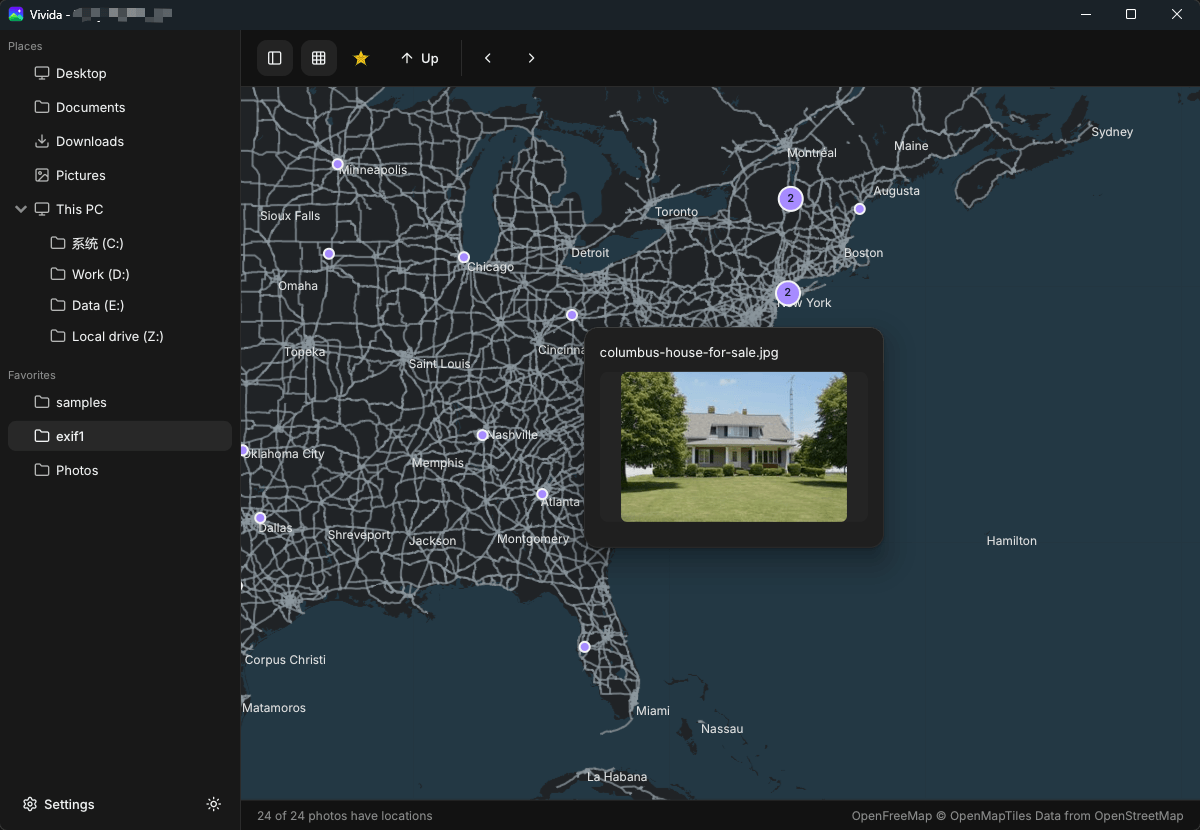 Vivida -
Places
Desktop
Documents
Downloads
Pictures
This PC
系统 (C:)
Work (D:)
Data (E:)
Local drive (Z:)
Favorites
samples
exif1
Photos
Settings
Up
Sydney
Montréal
Maine
Minneapolis
Augusta
2
Sioux Falls
Toronto
Detroit
Boston
Chicago
Omaha
2
New York
Topeka
Saint Louis
Cincinna
columbus-house-for-sale.jpg
Nashville
Oklahoma City
Memphis
Atlanta
Dallas
Shreveport
Jackson
Montgomery
Hamilton
Corpus Christi
Matamoros
Miami
Nassau
La Habana
24 of 24 photos have locations
OpenFreeMap © OpenMapTiles Data from OpenStreetMap